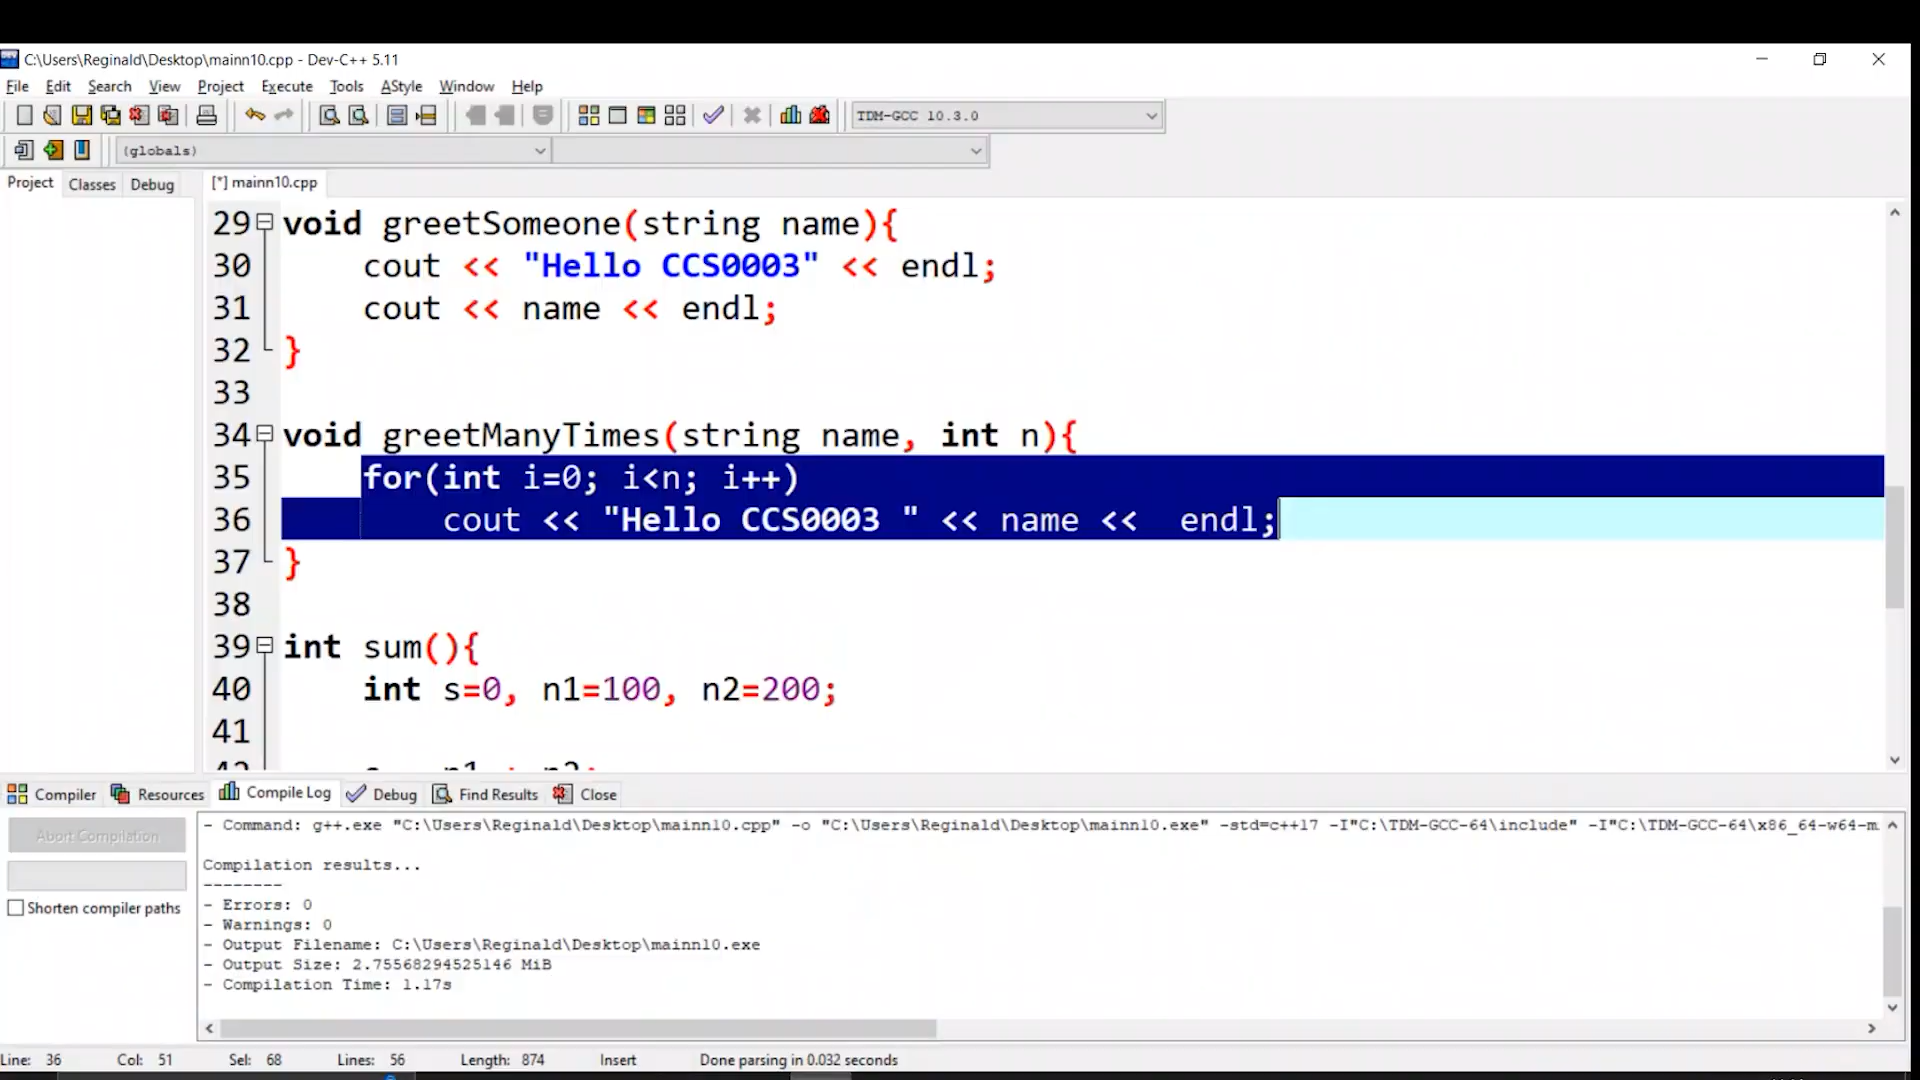 C:\Users\Reginald\Desktop\mainn10.cpp - Dev-C++ 5.11
File Edit Search View Project Execute Tools AStyle Window Help
TDM-GCC 10.3.0
(globals)
Project Classes Debug [*] mainn10.cpp
29 void greetSomeone(string name){
30 cout << "Hello CCS0003" << endl;
31 cout << name << endl;
32 }
33
34 void greetManyTimes(string name, int n){
35 for(int i=0; i<n; i++)
36 cout << "Hello CCS0003 " << name << endl;
37 }
38
39 int sum(){
40 int s=0, n1=100, n2=200;
41
Compiler Resources Compile Log Debug Find Results Close
Abort Compilation
Shorten compiler paths
- Command: g++.exe "C:\Users\Reginald\Desktop\mainn10.cpp" -o "C:\Users\Reginald\Desktop\mainn10.exe" -std=c++17 -I"C:\TDM-GCC-64\include" -I"C:\TDM-GCC-64\x86_64-w64-m
Compilation results...
--------
- Errors: 0
- Warnings: 0
- Output Filename: C:\Users\Reginald\Desktop\mainn10.exe
- Output Size: 2.75568294525146 MiB
- Compilation Time: 1.17s
Line: 36 Col: 51 Sel: 68 Lines: 56 Length: 874 Insert Done parsing in 0.032 seconds